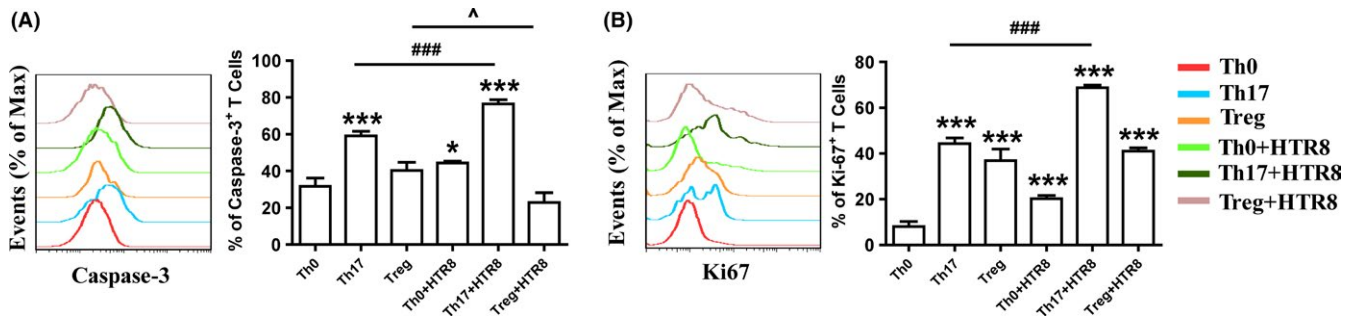 (A)
Events (% of Max)
Caspase-3
% of Caspase-3+ T Cells
100
80
60
40
20
0
^
###
***
*
***
Th0
Th17
Treg
Th0+HTR8
Th17+HTR8
Treg+HTR8
(B)
Events (% of Max)
Ki67
% of Ki-67+ T Cells
80
60
40
20
0
###
***
***
***
***
***
Th0
Th17
Treg
Th0+HTR8
Th17+HTR8
Treg+HTR8
Th0
Th17
Treg
Th0+HTR8
Th17+HTR8
Treg+HTR8